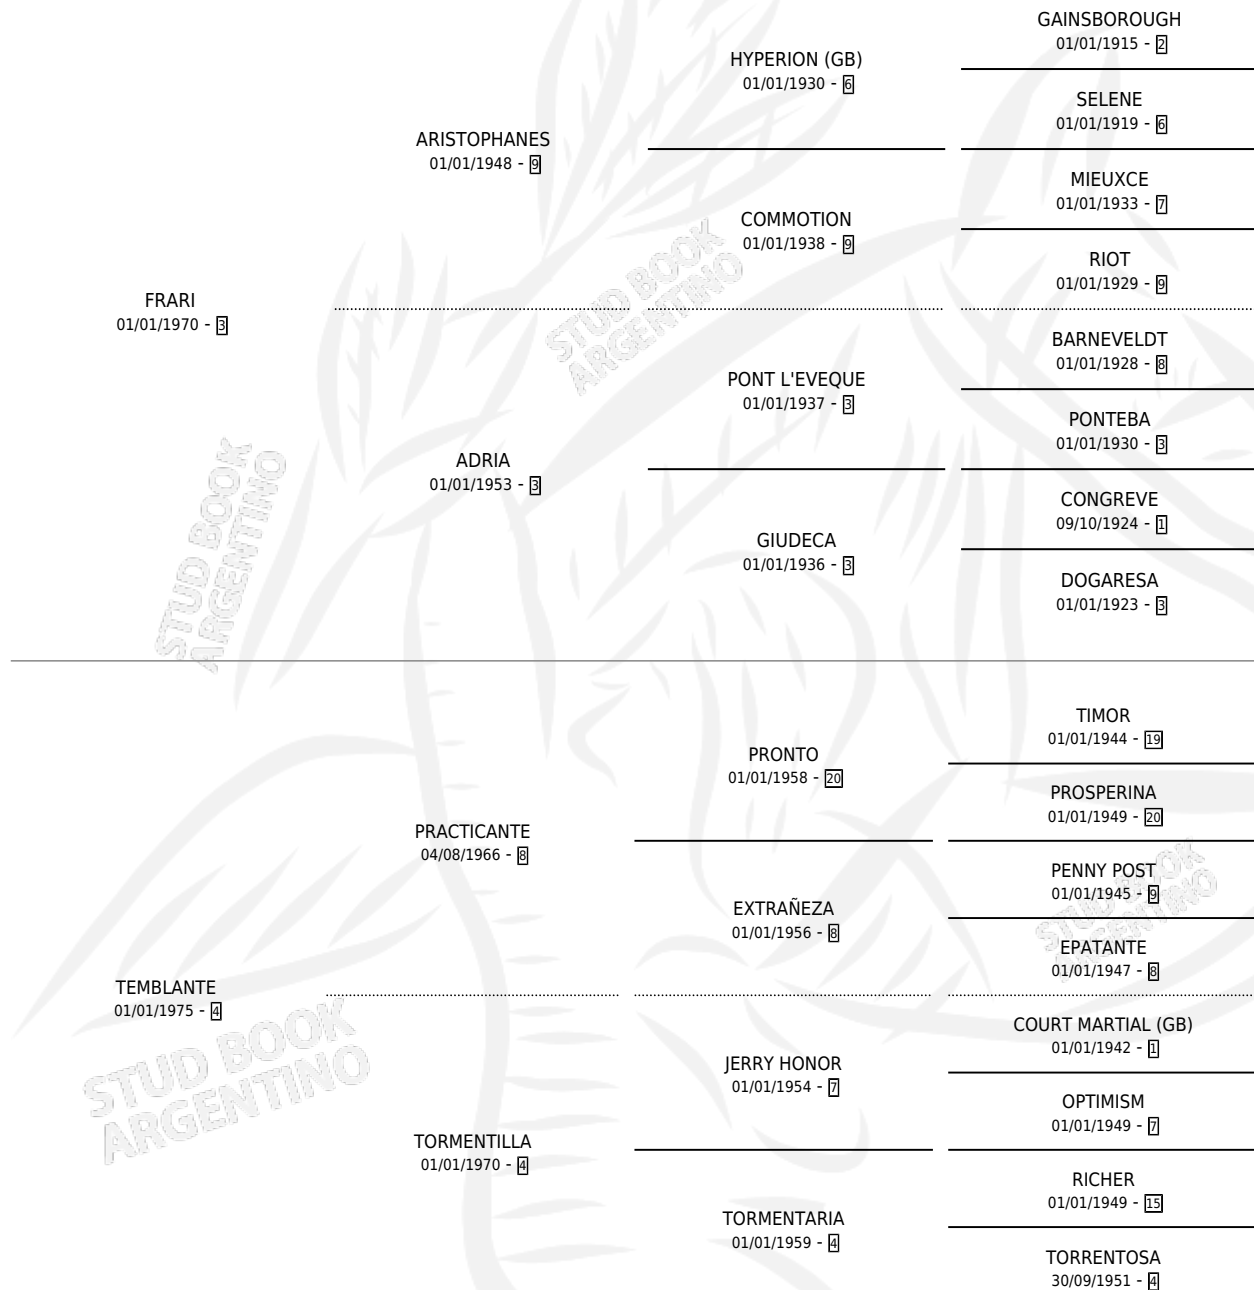 GAINSBOROUGH
01/01/1915 - 2
HYPERION (GB)
01/01/1930 - 6
SELENE
01/01/1919 - 6
ARISTOPHANES
01/01/1948 - 9
MIEUXCE
01/01/1933 - 7
COMMOTION
01/01/1938 - 9
RIOT
01/01/1929 - 9
FRARI
01/01/1970 - 3
BARNEVELDT
01/01/1928 - 8
PONT L'EVEQUE
01/01/1937 - 3
PONTEBA
01/01/1930 - 3
ADRIA
01/01/1953 - 3
CONGREVE
09/10/1924 - 1
GIUDECA
01/01/1936 - 3
DOGARESA
01/01/1923 - 3
STUD BOOK
ARGENTINO
STUD BOOK
ARGENTINO
TIMOR
01/01/1944 - 19
PRONTO
01/01/1958 - 20
PROSPERINA
01/01/1949 - 20
PRACTICANTE
04/08/1966 - 8
PENNY POST
01/01/1945 - 9
EXTRAÑEZA
01/01/1956 - 8
EPATANTE
01/01/1947 - 8
STUD BOOK
ARGENTINO
TEMBLANTE
01/01/1975 - 4
COURT MARTIAL (GB)
01/01/1942 - 1
JERRY HONOR
01/01/1954 - 7
OPTIMISM
01/01/1949 - 7
STUD BOOK
ARGENTINO
TORMENTILLA
01/01/1970 - 4
RICHER
01/01/1949 - 15
TORMENTARIA
01/01/1959 - 4
TORRENTOSA
30/09/1951 - 4